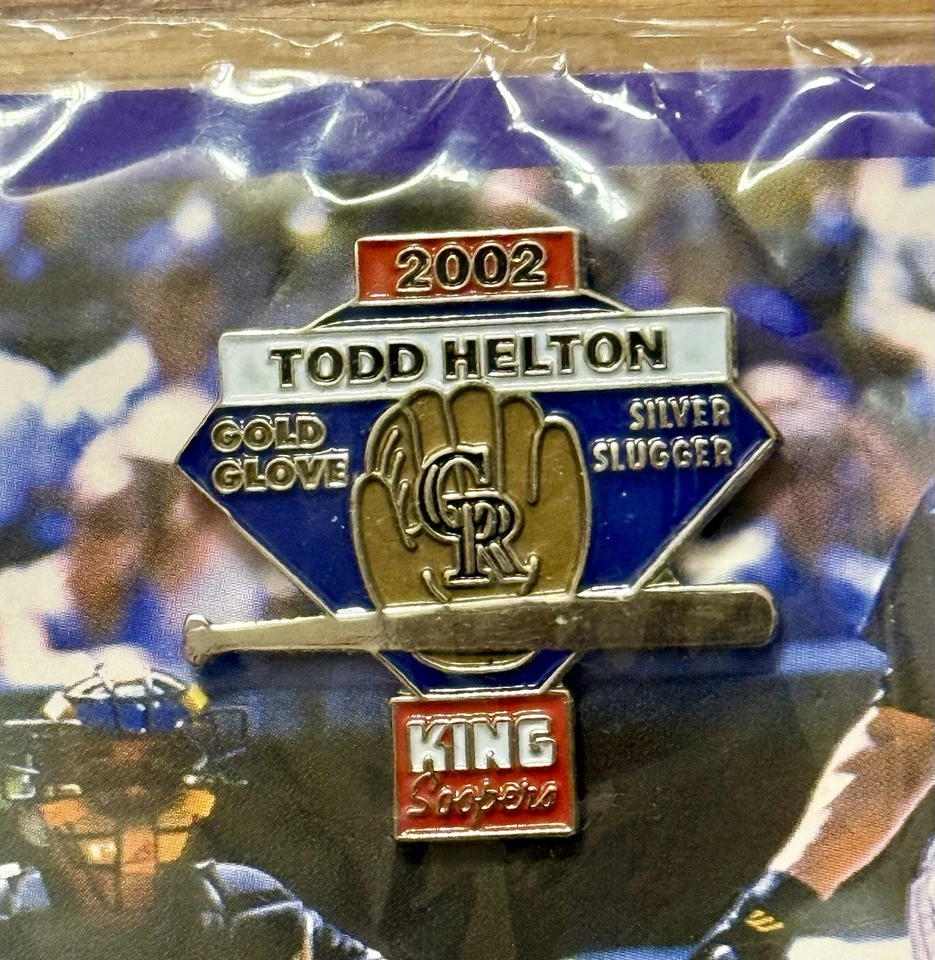 2002
TODD HELTON
GOLD
GLOVE
SILVER
SLUGGER
CR
KING
Soopers